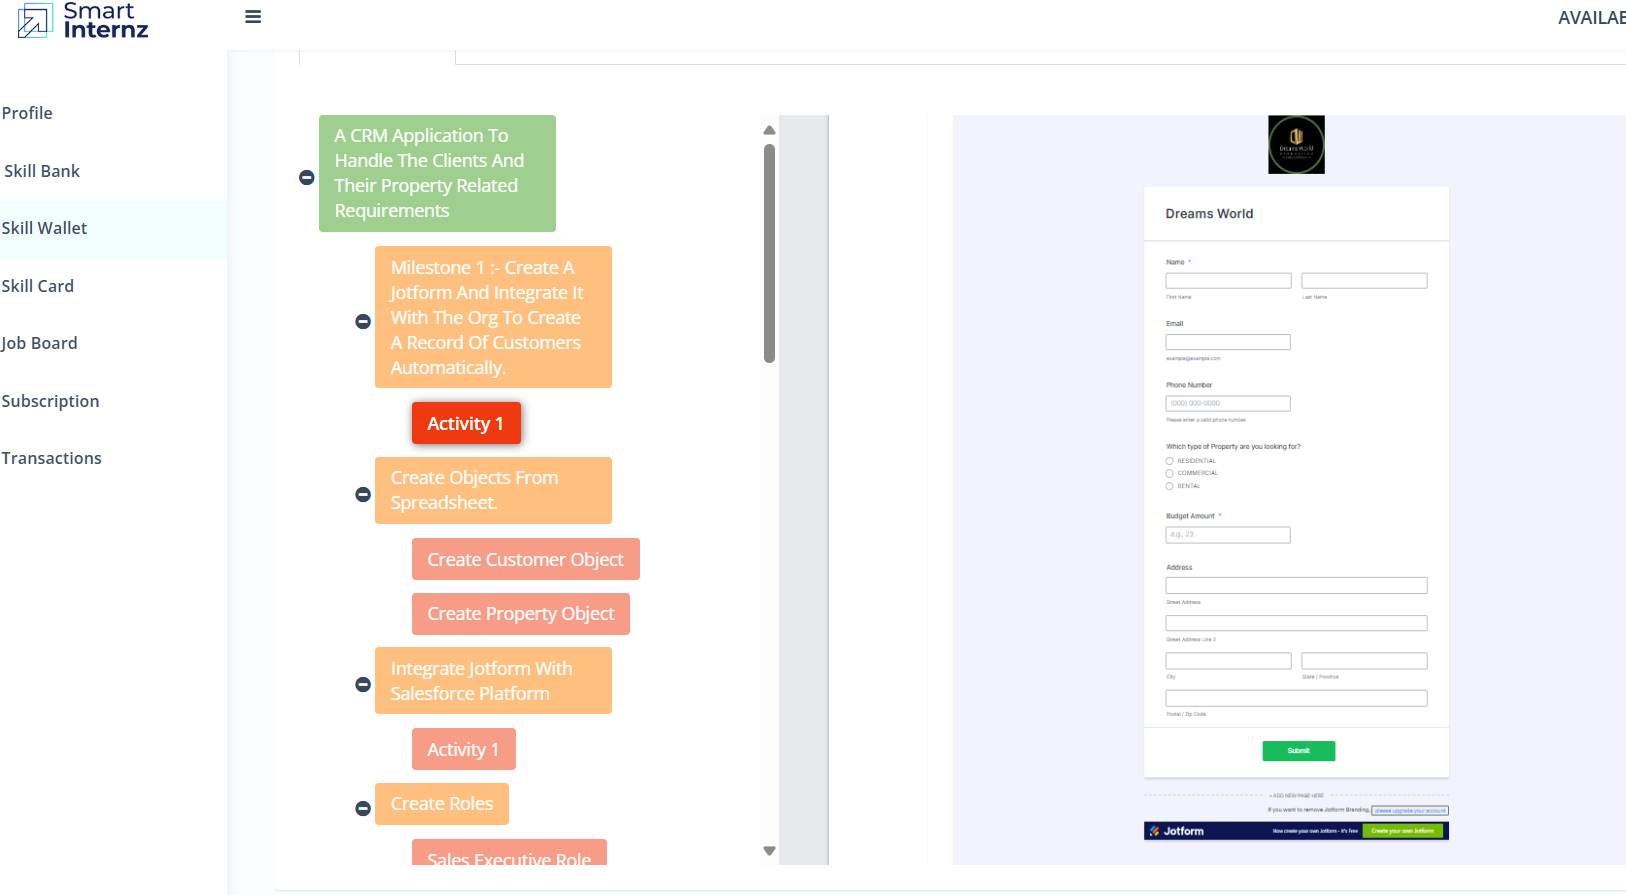 Smart
Internz
AVAILAB
Profile
Skill Bank
Skill Wallet
Skill Card
Job Board
Subscription
Transactions
A CRM Application To
Handle The Clients And
Their Property Related
Requirements
Milestone 1 :- Create A
Jotform And Integrate It
With The Org To Create
A Record Of Customers
Automatically.
Activity 1
Create Objects From
Spreadsheet.
Create Customer Object
Create Property Object
Integrate Jotform With
Salesforce Platform
Activity 1
Create Roles
Sales Executive Role
Dreams World
Dreams World
Name *
First Name
Last Name
Email
example@example.com
Phone Number
(000) 000-0000
Please enter a valid phone number.
Which type of Property are you looking for?
RESIDENTIAL
COMMERCIAL
RENTAL
Budget Amount *
e.g., 23
Address
Street Address
Street Address Line 2
City
State / Province
Postal / Zip Code
Submit
+ ADD NEW PAGE HERE
If you want to remove Jotform Branding, please upgrade your account
Jotform
Now create your own Jotform - It's Free
Create your own Jotform